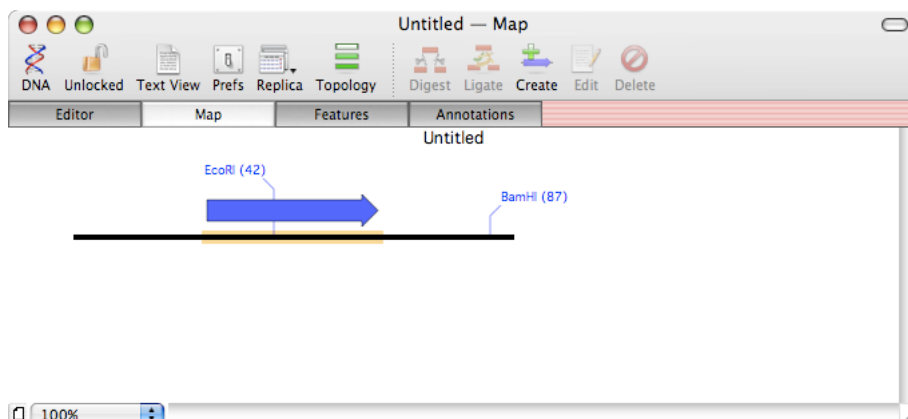 Untitled — Map
DNA Unlocked Text View Prefs Replica Topology Digest Ligate Create Edit Delete
Editor Map Features Annotations
Untitled
EcoRI (42)
BamHI (87)
100%